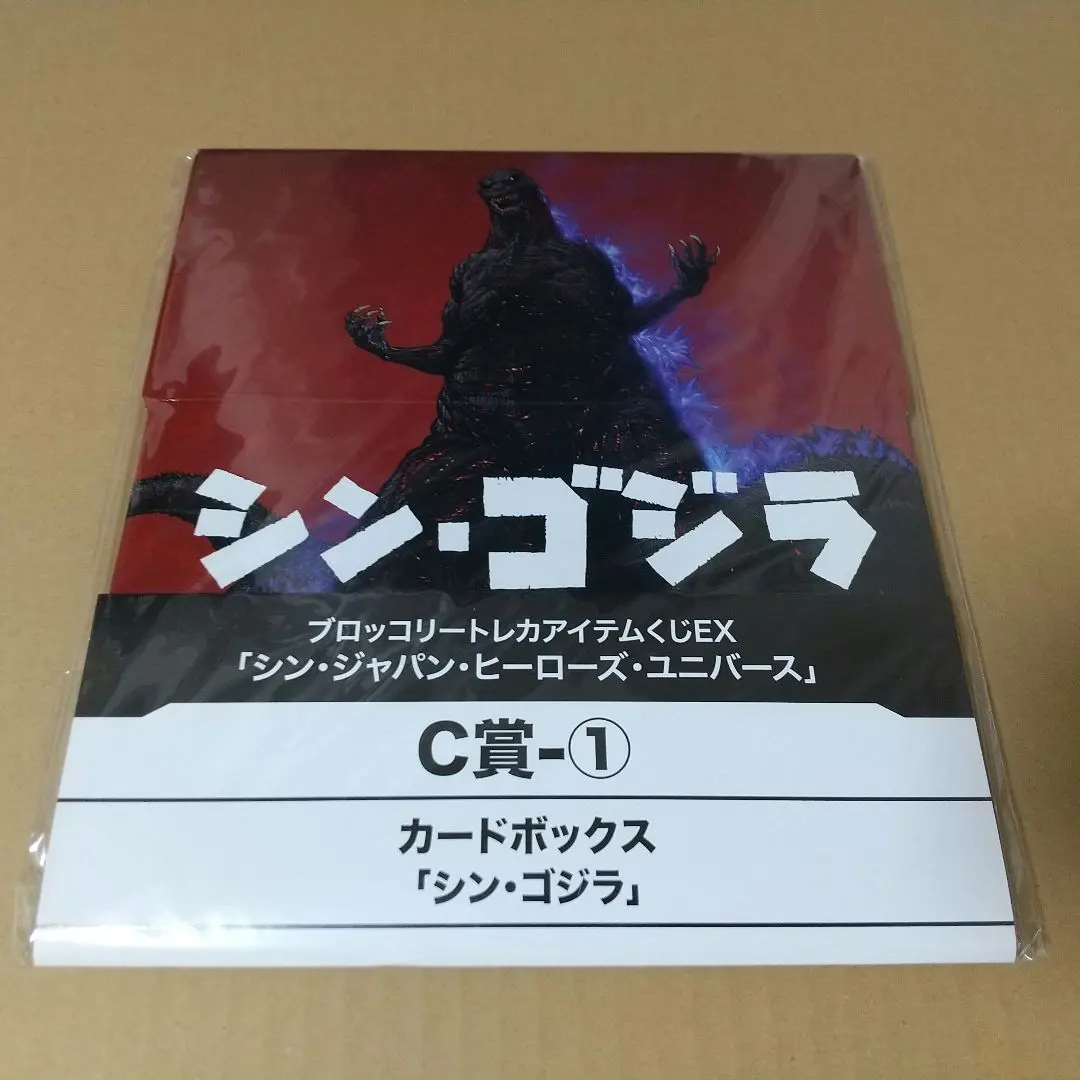 シン・ゴジラ
ブロッコリートレカアイテムくじEX
「シン・ジャパン・ヒーローズ・ユニバース」
C賞-①
カードボックス
「シン・ゴジラ」